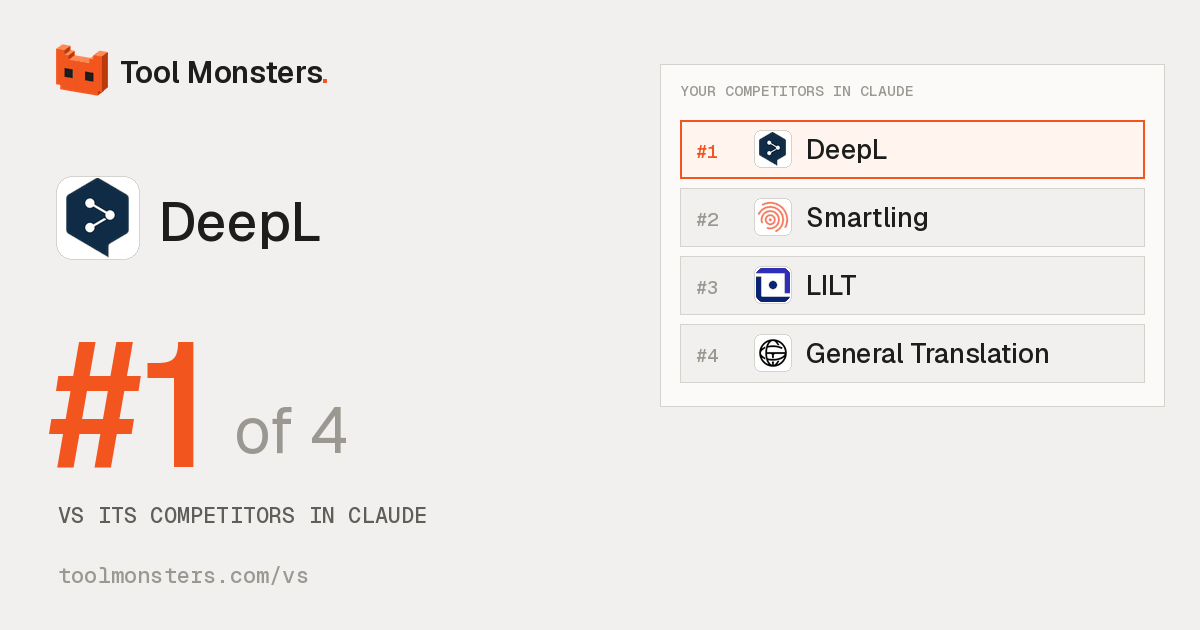 Tool Monsters.
DeepL
#1 of 4
VS ITS COMPETITORS IN CLAUDE
toolmonsters.com/vs
YOUR COMPETITORS IN CLAUDE
#1 DeepL
#2 Smartling
#3 LILT
#4 General Translation